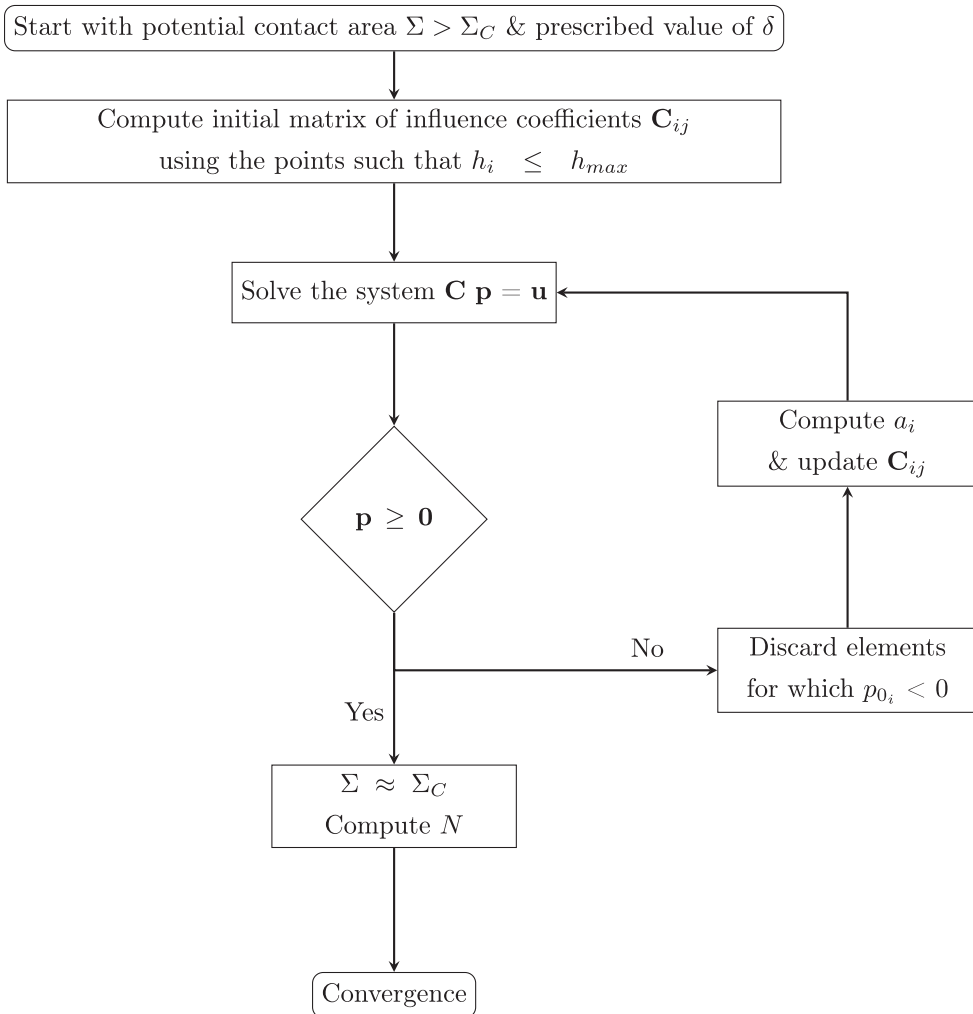 Start with potential contact area Σ > Σ_C & prescribed value of δ
Compute initial matrix of influence coefficients C_ij
using the points such that h_i ≤ h_max
Solve the system C p = u
Compute a_i
& update C_ij
p ≥ 0
No
Discard elements
for which p_0_i < 0
Yes
Σ ≈ Σ_C
Compute N
Convergence